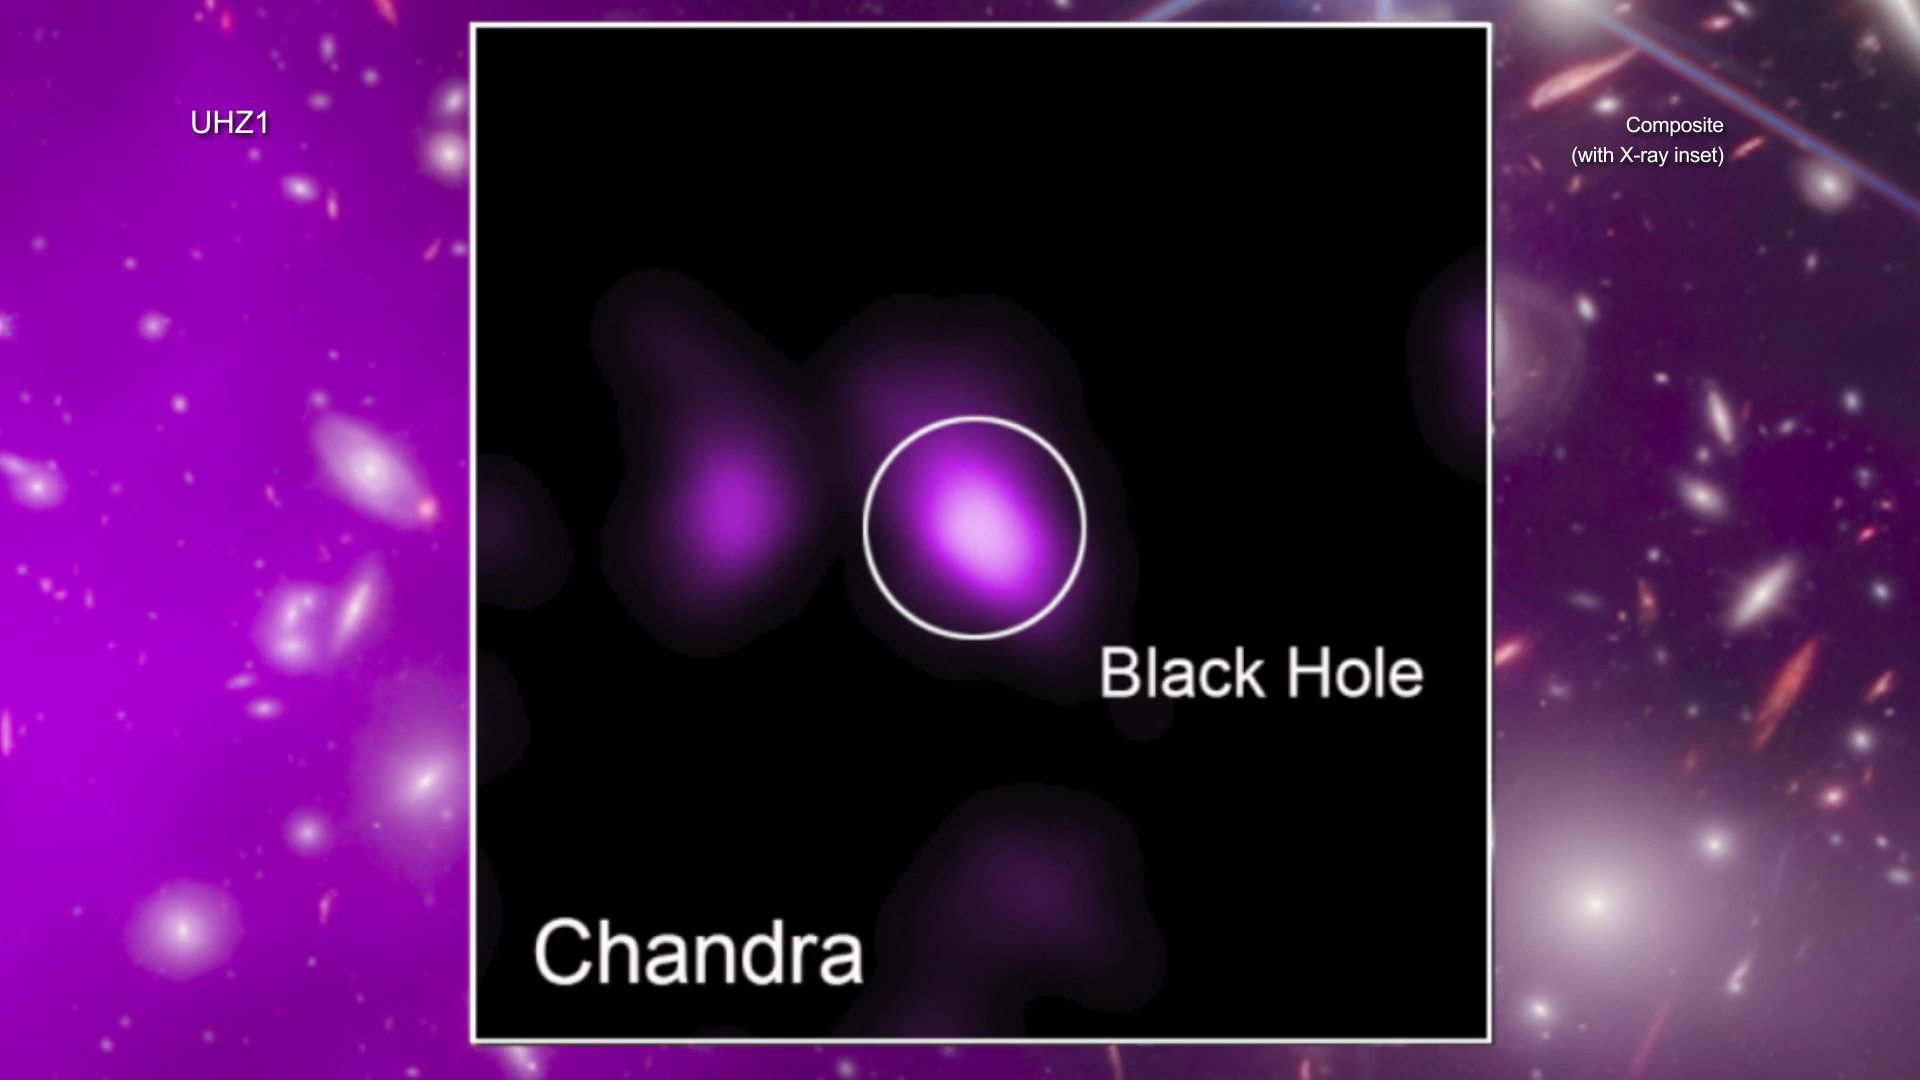 UHZ1
Composite
(with X-ray inset)
Black Hole
Chandra